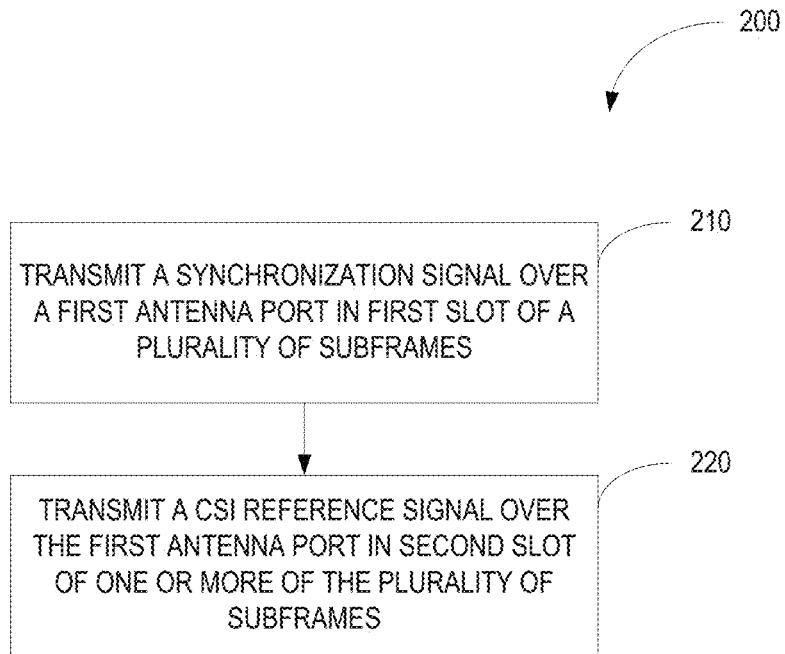 200
210
TRANSMIT A SYNCHRONIZATION SIGNAL OVER
A FIRST ANTENNA PORT IN FIRST SLOT OF A
PLURALITY OF SUBFRAMES
220
TRANSMIT A CSI REFERENCE SIGNAL OVER
THE FIRST ANTENNA PORT IN SECOND SLOT
OF ONE OR MORE OF THE PLURALITY OF
SUBFRAMES